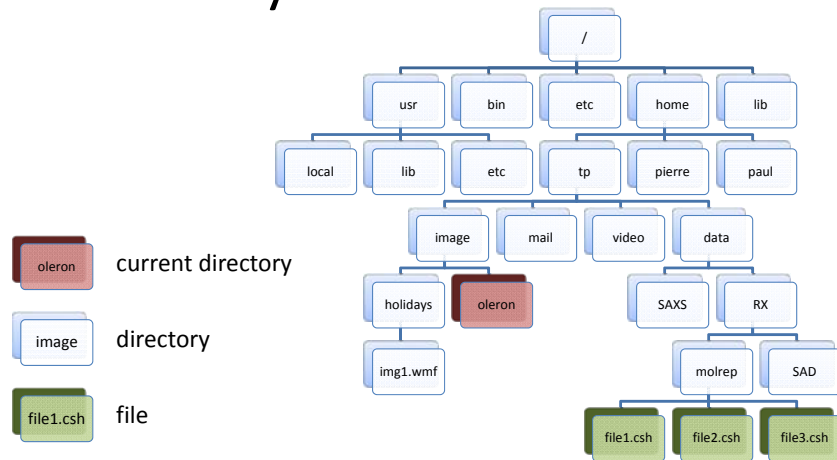 /
usr bin etc home lib
local lib etc tp pierre paul
image mail video data
oleron current directory
holidays oleron SAXS RX
image directory
img1.wmf molrep SAD
file1.csh file
file1.csh file2.csh file3.csh